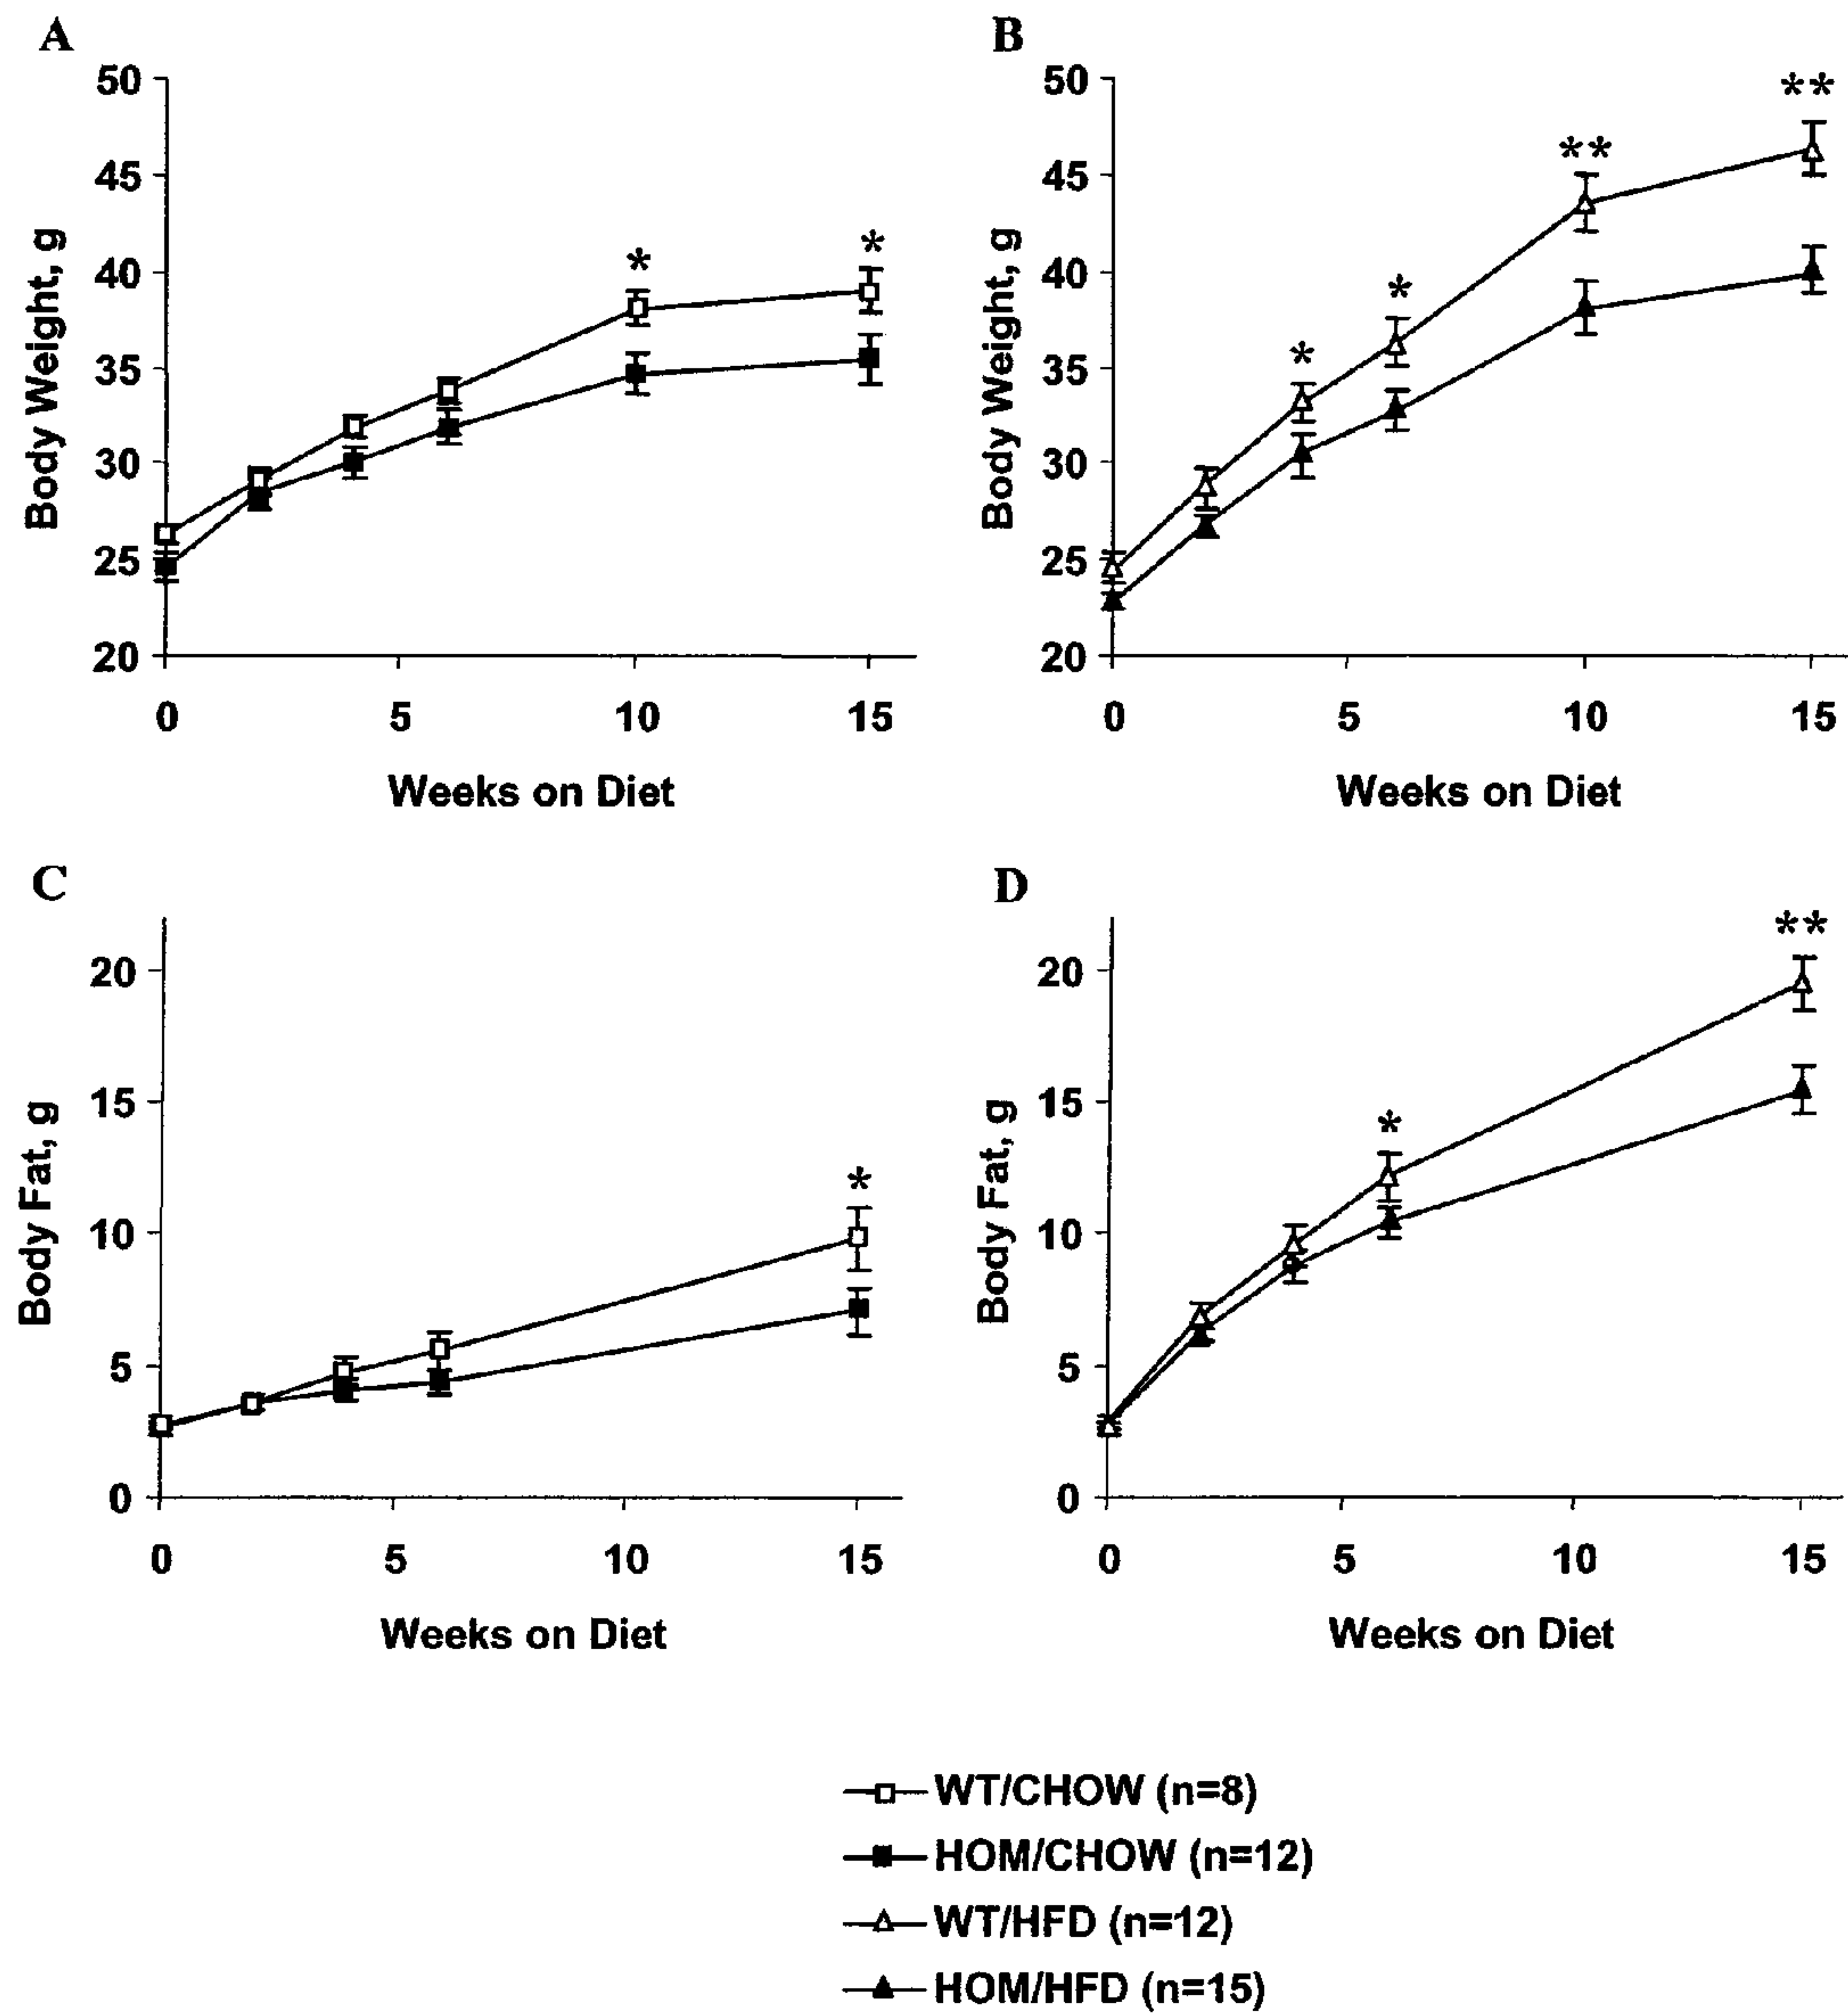 A
50
45
40
35
30
25
20
Body Weight, g
* *
0 5 10 15
Weeks on Diet
B
50
45
40
35
30
25
20
Body Weight, g
* * ** **
0 5 10 15
Weeks on Diet
C
20
15
10
5
0
Body Fat, g
*
0 5 10 15
Weeks on Diet
D
20
15
10
5
0
Body Fat, g
* **
0 5 10 15
Weeks on Diet
WT/CHOW (n=8)
HOM/CHOW (n=12)
WT/HFD (n=12)
HOM/HFD (n=15)